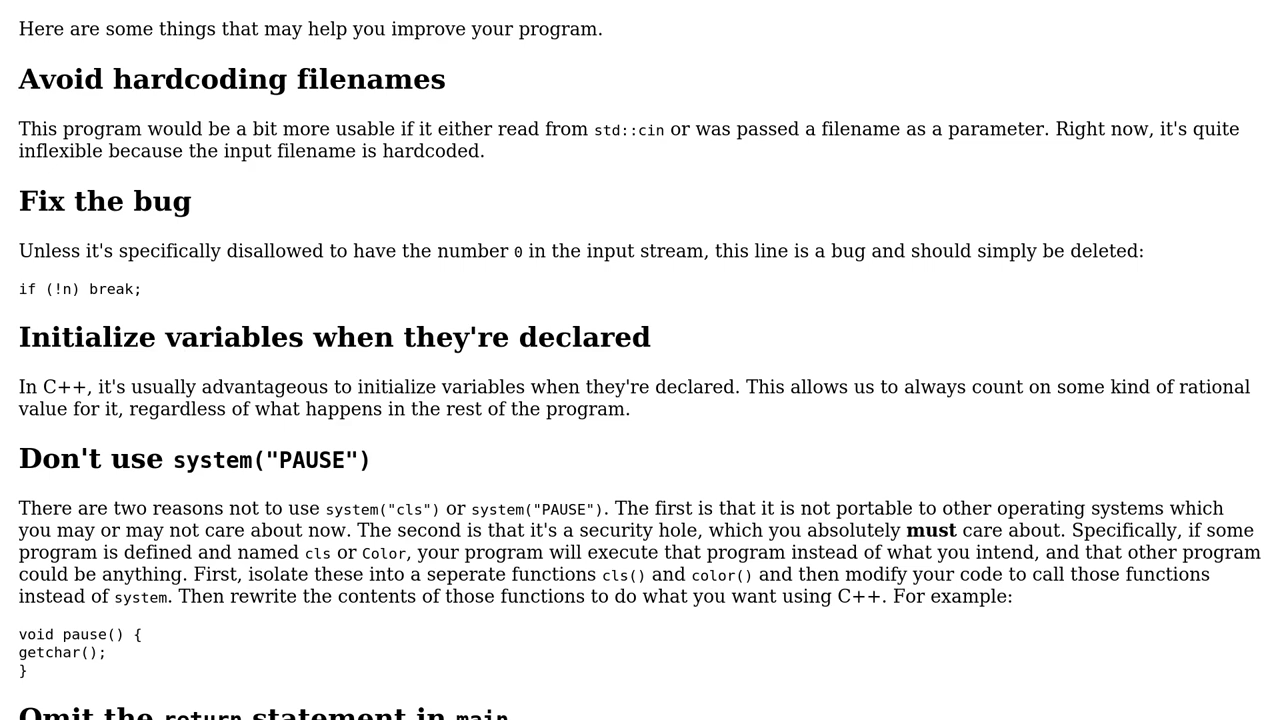 Here are some things that may help you improve your program.
Avoid hardcoding filenames
This program would be a bit more usable if it either read from std::cin or was passed a filename as a parameter. Right now, it's quite
inflexible because the input filename is hardcoded.
Fix the bug
Unless it's specifically disallowed to have the number 0 in the input stream, this line is a bug and should simply be deleted:
if (!n) break;
Initialize variables when they're declared
In C++, it's usually advantageous to initialize variables when they're declared. This allows us to always count on some kind of rational
value for it, regardless of what happens in the rest of the program.
Don't use system("PAUSE")
There are two reasons not to use system("cls") or system("PAUSE"). The first is that it is not portable to other operating systems which
you may or may not care about now. The second is that it's a security hole, which you absolutely must care about. Specifically, if some
program is defined and named cls or Color, your program will execute that program instead of what you intend, and that other program
could be anything. First, isolate these into a seperate functions cls() and color() and then modify your code to call those functions
instead of system. Then rewrite the contents of those functions to do what you want using C++. For example:
void pause() {
getchar();
}
Omit the return statement in main